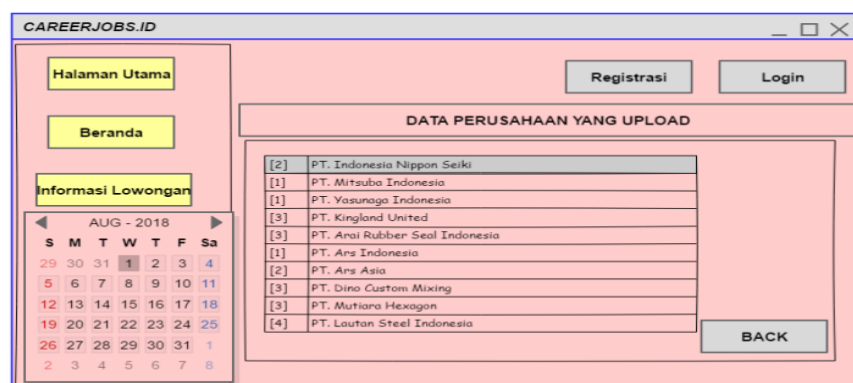 CAREERJOBS.ID
Halaman Utama
Beranda
Informasi Lowongan
AUG - 2018
S M T W T F Sa
29 30 31 1 2 3 4
5 6 7 8 9 10 11
12 13 14 15 16 17 18
19 20 21 22 23 24 25
26 27 28 29 30 31 1
2 3 4 5 6 7 8
Registrasi Login
DATA PERUSAHAAN YANG UPLOAD
[2] PT. Indonesia Nippon Seiki
[1] PT. Mitsuba Indonesia
[1] PT. Yasunaga Indonesia
[3] PT. Kingland United
[3] PT. Arai Rubber Seal Indonesia
[1] PT. Ars Indonesia
[2] PT. Ars Asia
[3] PT. Dino Custom Mixing
[3] PT. Mutiara Hexagon
[4] PT. Lautan Steel Indonesia
BACK